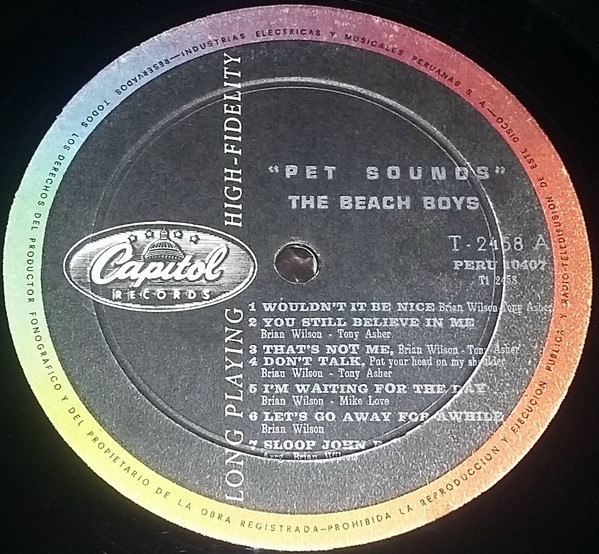 "PET SOUNDS"
THE BEACH BOYS
T-2458 A
PERU 10407
T1 2458
Capitol
RECORDS
LONG PLAYING HIGH-FIDELITY
1 WOULDN'T IT BE NICE Brian Wilson-Tony Asher
2 YOU STILL BELIEVE IN ME
Brian Wilson - Tony Asher
3 THAT'S NOT ME, Brian Wilson - Tony Asher
4 DON'T TALK, Put your head on my shoulder
Brian Wilson - Tony Asher
5 I'M WAITING FOR THE DAY
Brian Wilson - Mike Love
6 LET'S GO AWAY FOR AWHILE
Brian Wilson
7 SLOOP JOHN
Brian
INDUSTRIAS ELECTRICAS Y MUSICALES PERUANAS S. A.—RESERVADOS TODOS LOS DERECHOS DEL PRODUCTOR FONOGRAFICO Y DEL PROPIETARIO DE LA OBRA REGISTRADA—PROHIBIDA LA REPRODUCCION Y EJECUCION PUBLICA Y RADIO-TELEDIFUSION DE ESTE DISCO